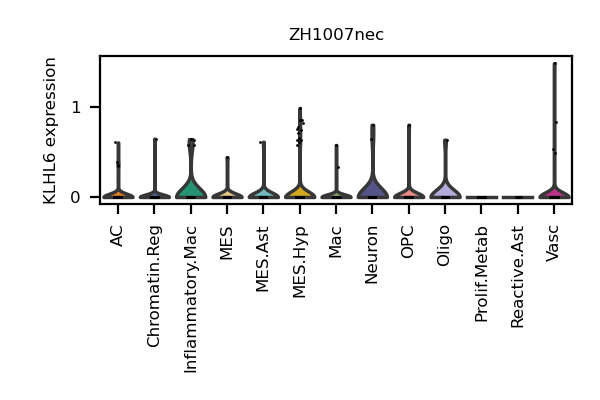 ZH1007nec
KLHL6 expression
1
0
AC
Chromatin.Reg
Inflammatory.Mac
MES
MES.Ast
MES.Hyp
Mac
Neuron
OPC
Oligo
Prolif.Metab
Reactive.Ast
Vasc